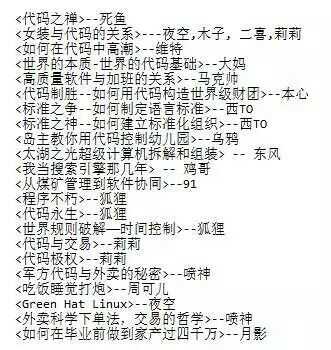 <代码之禅>--死鱼
<女装与代码的关系>---夜空,木子, 二喜,莉莉
<如何在代码中高潮>--维特
<世界的本质-世界的代码基础>--大妈
<高质量软件与加班的关系>--马克帅
<代码制胜--如何用代码构造世界级财团>--本心
<标准之争--如何制定语言标准>--西TO
<标准之神--如何建立标准化组织>--西TO
<岛主教你用代码控制幼儿园>--乌鸦
<太湖之光超级计算机拆解和组装> -- 东风
<我当搜索引擎那几年> -- 鸡哥
<从煤矿管理到软件协同>--91
<程序不朽>--狐狸
<代码永生>--狐狸
<世界规则破解——时间控制>--狐狸
<代码与交易>--莉莉
<代码极权>--莉莉
<军方代码与外卖的秘密>--喷神
<吃饭睡觉打炮>--周可儿
<Green Hat Linux>--夜空
<外卖科学下单法, 交易的哲学>--喷神
<如何在毕业前做到家产过四千万>--月影